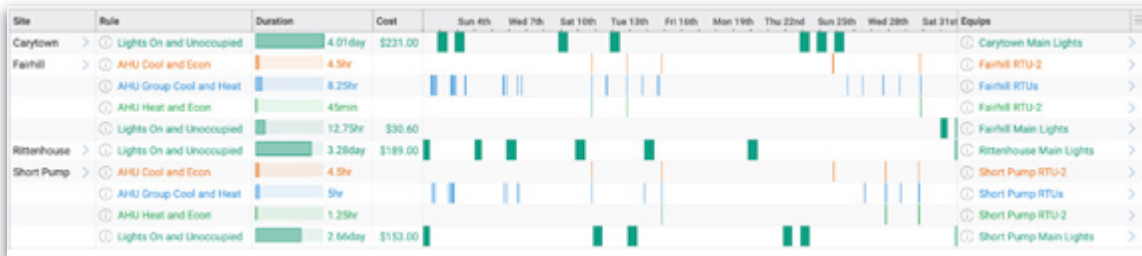 Site Rule Duration Cost Sun 4th Wed 7th Sat 10th Tue 13th Fri 16th Mon 19th Thu 22nd Sun 25th Wed 28th Sat 31st Equips
Carytown Lights On and Unoccupied 4.01day $231.00 Carytown Main Lights
Fairhill AHU Cool and Econ 4.5hr Fairhill RTU-2
AHU Group Cool and Heat 8.25hr Fairhill RTUs
AHU Heat and Econ 45min Fairhill RTU-2
Lights On and Unoccupied 12.75hr $30.60 Fairhill Main Lights
Rittenhouse Lights On and Unoccupied 3.28day $189.00 Rittenhouse Main Lights
Short Pump AHU Cool and Econ 4.5hr Short Pump RTU-2
AHU Group Cool and Heat 5hr Short Pump RTUs
AHU Heat and Econ 1.25hr Short Pump RTU-2
Lights On and Unoccupied 2.66day $153.00 Short Pump Main Lights